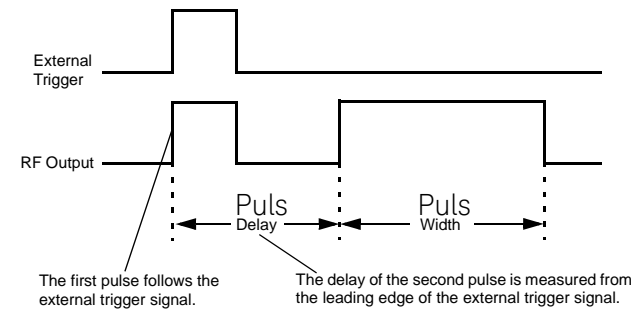 External
Trigger
RF Output
Puls
Delay
Puls
Width
The first pulse follows the
external trigger signal.
The delay of the second pulse is measured from
the leading edge of the external trigger signal.